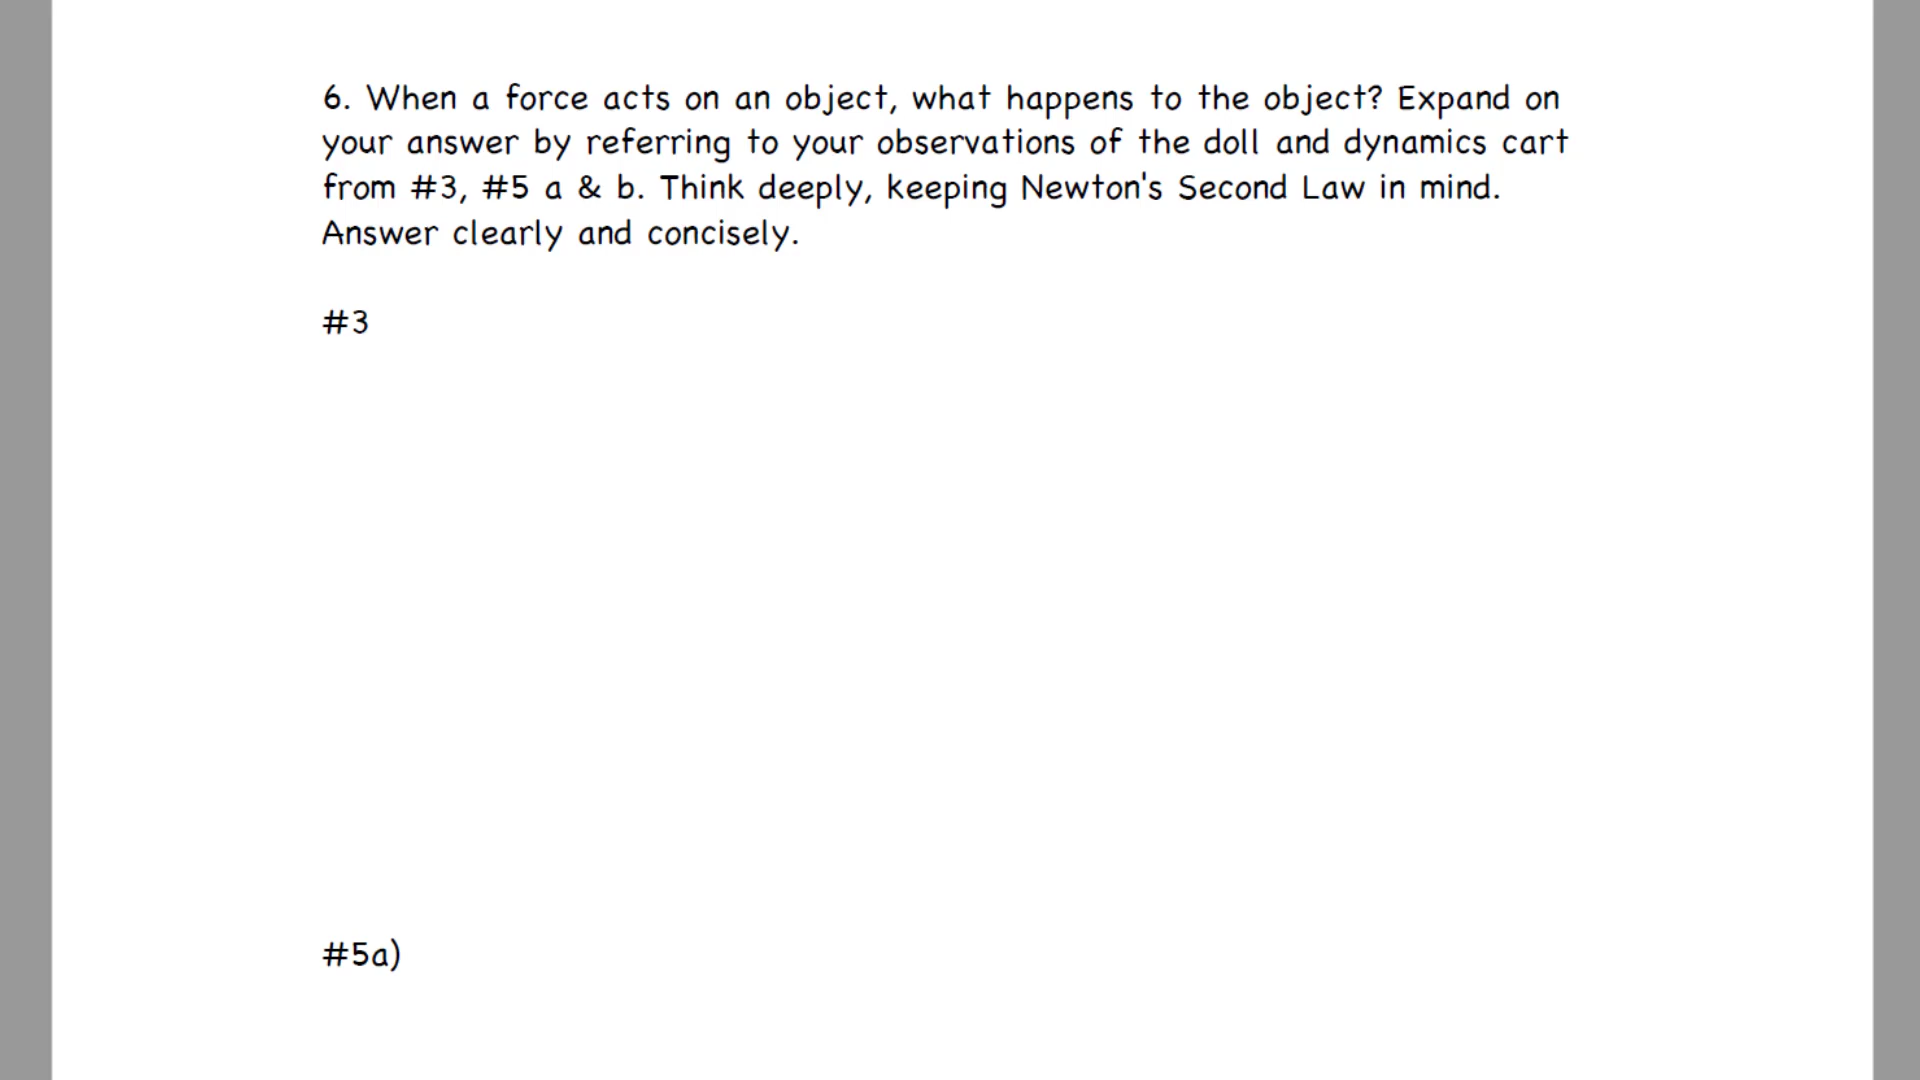 6. When a force acts on an object, what happens to the object? Expand on
your answer by referring to your observations of the doll and dynamics cart
from #3, #5 a & b. Think deeply, keeping Newton's Second Law in mind.
Answer clearly and concisely.
#3
#5a)